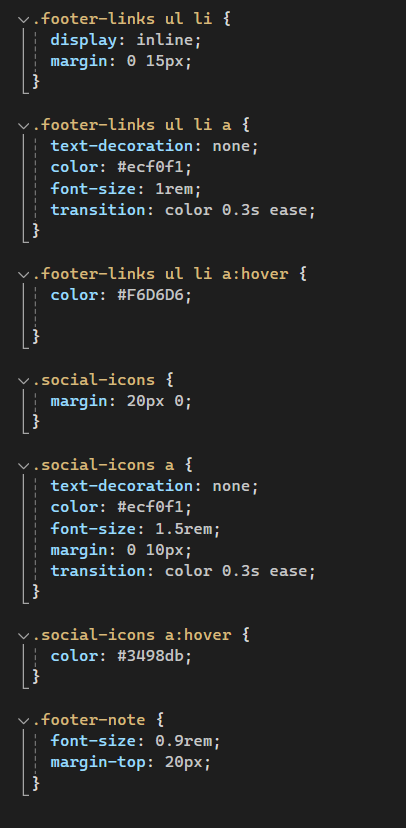 .footer-links ul li {
display: inline;
margin: 0 15px;
}
.footer-links ul li a {
text-decoration: none;
color: #ecf0f1;
font-size: 1rem;
transition: color 0.3s ease;
}
.footer-links ul li a:hover {
color: #F6D6D6;
}
.social-icons {
margin: 20px 0;
}
.social-icons a {
text-decoration: none;
color: #ecf0f1;
font-size: 1.5rem;
margin: 0 10px;
transition: color 0.3s ease;
}
.social-icons a:hover {
color: #3498db;
}
.footer-note {
font-size: 0.9rem;
margin-top: 20px;
}